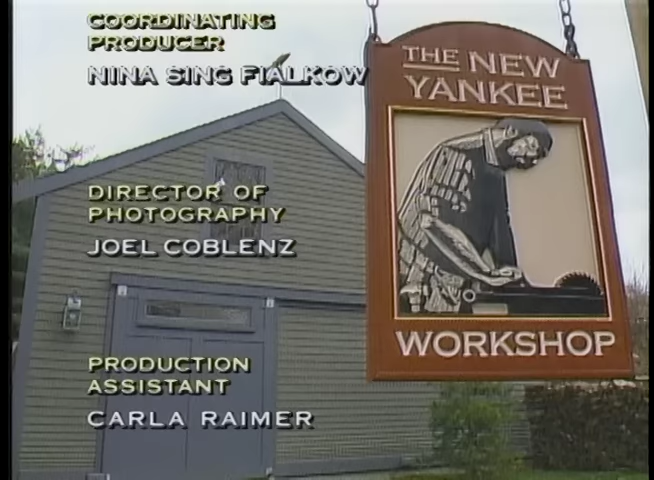 COORDINATING
PRODUCER
NINA SING FIALKOW
DIRECTOR OF
PHOTOGRAPHY
JOEL COBLENZ
PRODUCTION
ASSISTANT
CARLA RAIMER
THE NEW
YANKEE
WORKSHOP